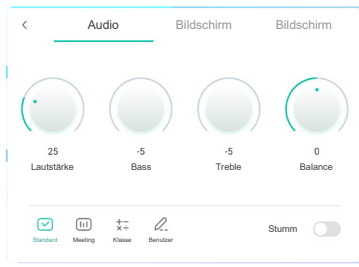 Audio Bildschirm Bildschirm
25 -5 -5 0
Lautstärke Bass Treble Balance
Standard Meeting Klasse Benutzer Stumm